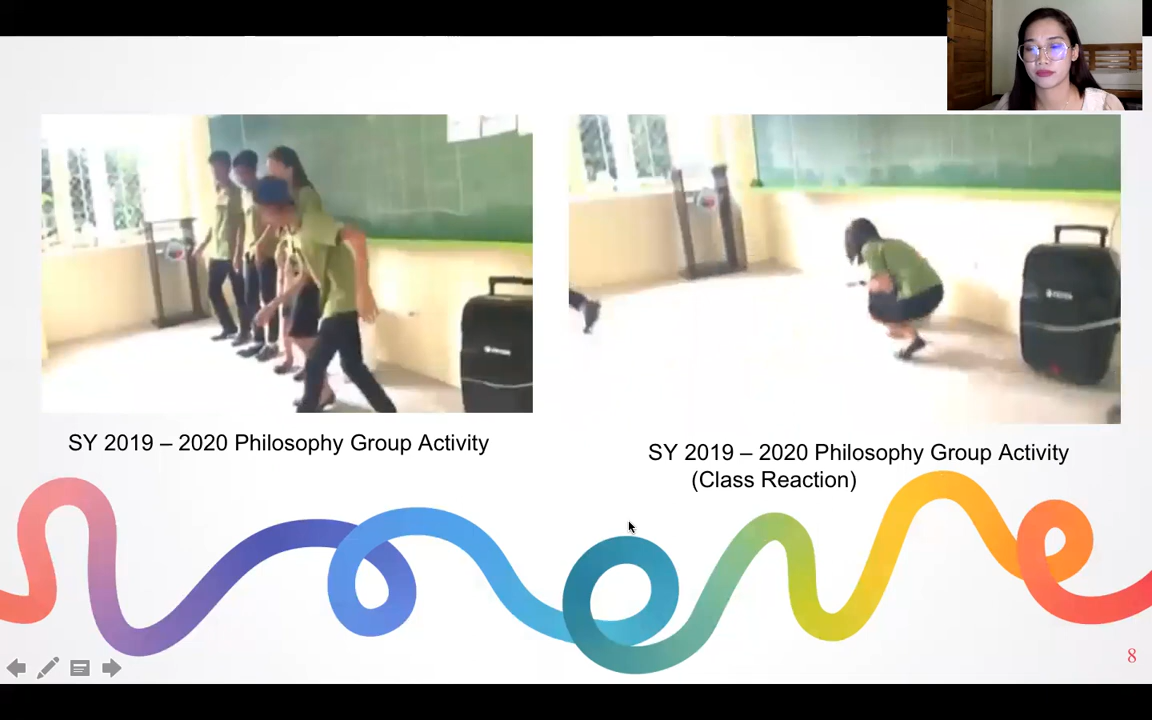 SY 2019 – 2020 Philosophy Group Activity
SY 2019 – 2020 Philosophy Group Activity
(Class Reaction)
8